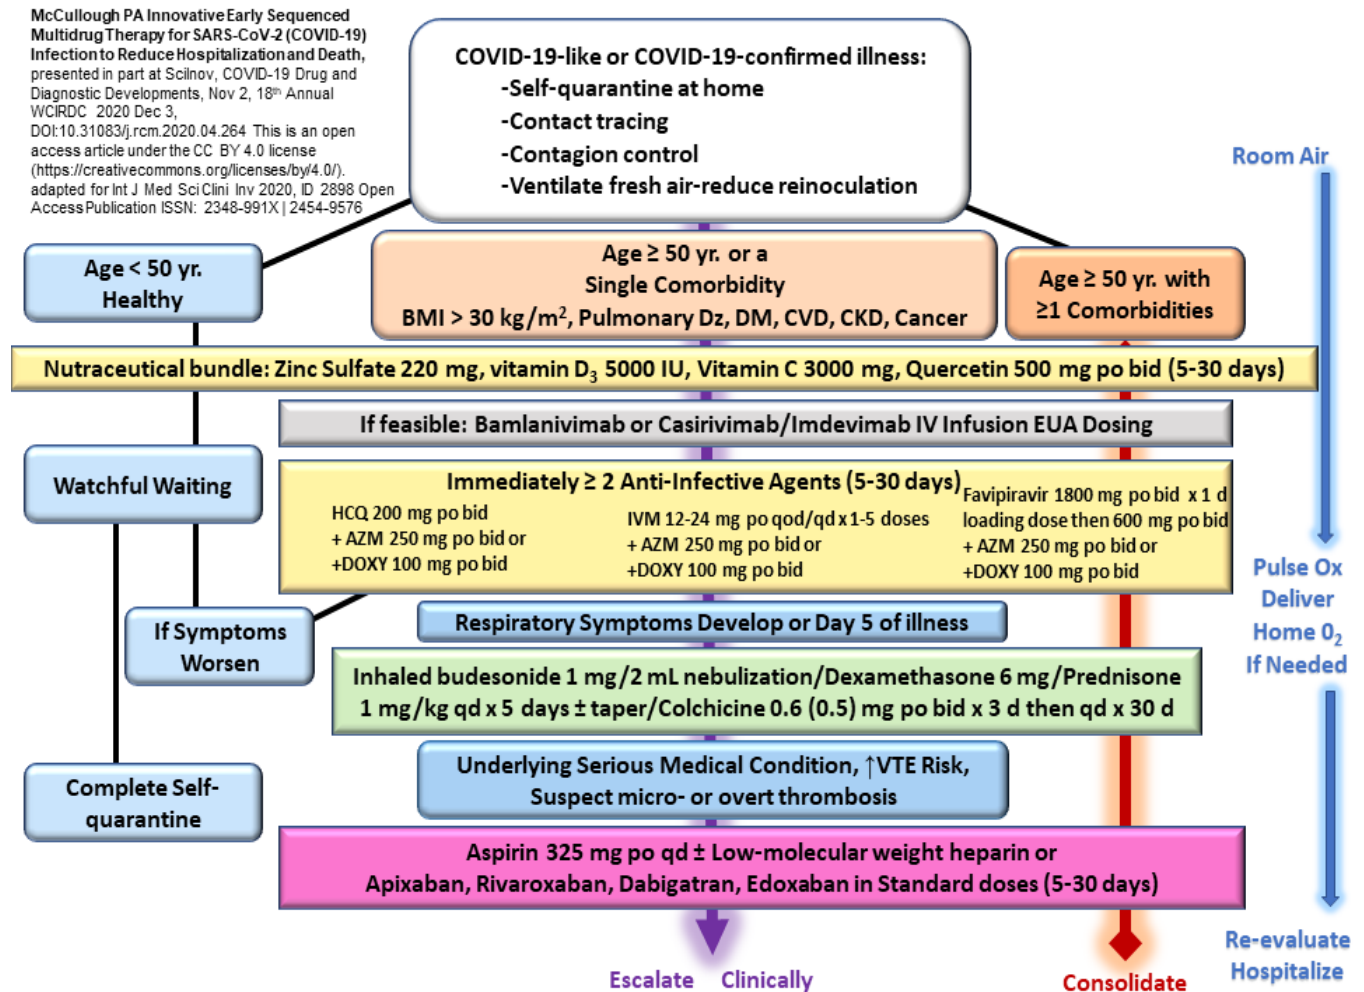 McCullough PA Innovative Early Sequenced
Multidrug Therapy for SARS-CoV-2 (COVID-19)
Infection to Reduce Hospitalization and Death,
presented in part at SciInov, COVID-19 Drug and
Diagnostic Developments, Nov 2, 18th Annual
WCIRDC 2020 Dec 3,
DOI:10.31083/j.rcm.2020.04.264 This is an open
access article under the CC BY 4.0 license
(https://creativecommons.org/licenses/by/4.0/).
adapted for Int J Med Sci Clini Inv 2020, ID 2898 Open
Access Publication ISSN: 2348-991X | 2454-9576
COVID-19-like or COVID-19-confirmed illness:
-Self-quarantine at home
-Contact tracing
-Contagion control
-Ventilate fresh air-reduce reinoculation
Room Air
Age < 50 yr.
Healthy
Age ≥ 50 yr. or a
Single Comorbidity
BMI > 30 kg/m², Pulmonary Dz, DM, CVD, CKD, Cancer
Age ≥ 50 yr. with
≥1 Comorbidities
Nutraceutical bundle: Zinc Sulfate 220 mg, vitamin D₃ 5000 IU, Vitamin C 3000 mg, Quercetin 500 mg po bid (5-30 days)
If feasible: Bamlanivimab or Casirivimab/Imdevimab IV Infusion EUA Dosing
Watchful Waiting
Immediately ≥ 2 Anti-Infective Agents (5-30 days)
HCQ 200 mg po bid
+ AZM 250 mg po bid or
+DOXY 100 mg po bid
IVM 12-24 mg po qod/qd x 1-5 doses
+ AZM 250 mg po bid or
+DOXY 100 mg po bid
Favipiravir 1800 mg po bid x 1 d
loading dose then 600 mg po bid
+ AZM 250 mg po bid or
+DOXY 100 mg po bid
Pulse Ox
Deliver
Home 0₂
If Needed
If Symptoms
Worsen
Respiratory Symptoms Develop or Day 5 of illness
Inhaled budesonide 1 mg/2 mL nebulization/Dexamethasone 6 mg/Prednisone
1 mg/kg qd x 5 days ± taper/Colchicine 0.6 (0.5) mg po bid x 3 d then qd x 30 d
Underlying Serious Medical Condition, ↑VTE Risk,
Suspect micro- or overt thrombosis
Complete Self-
quarantine
Aspirin 325 mg po qd ± Low-molecular weight heparin or
Apixaban, Rivaroxaban, Dabigatran, Edoxaban in Standard doses (5-30 days)
Escalate Clinically
Consolidate
Re-evaluate
Hospitalize